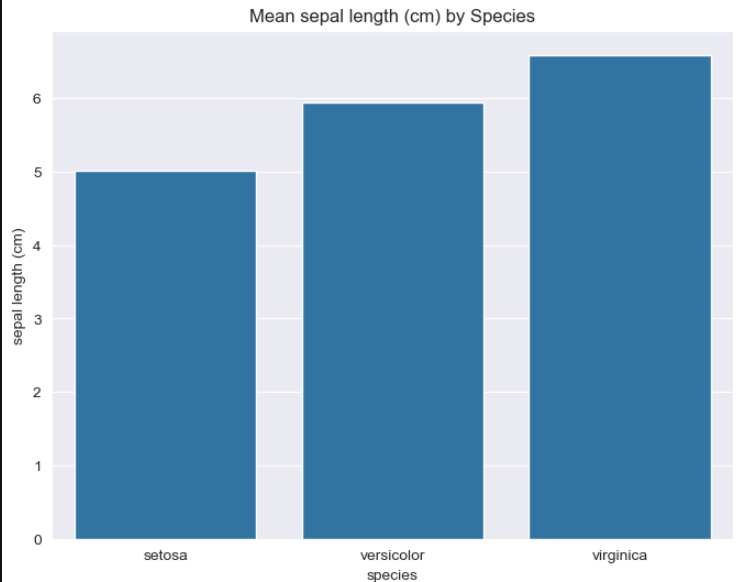 Mean sepal length (cm) by Species
sepal length (cm)
6
5
4
3
2
1
0
setosa versicolor virginica
species